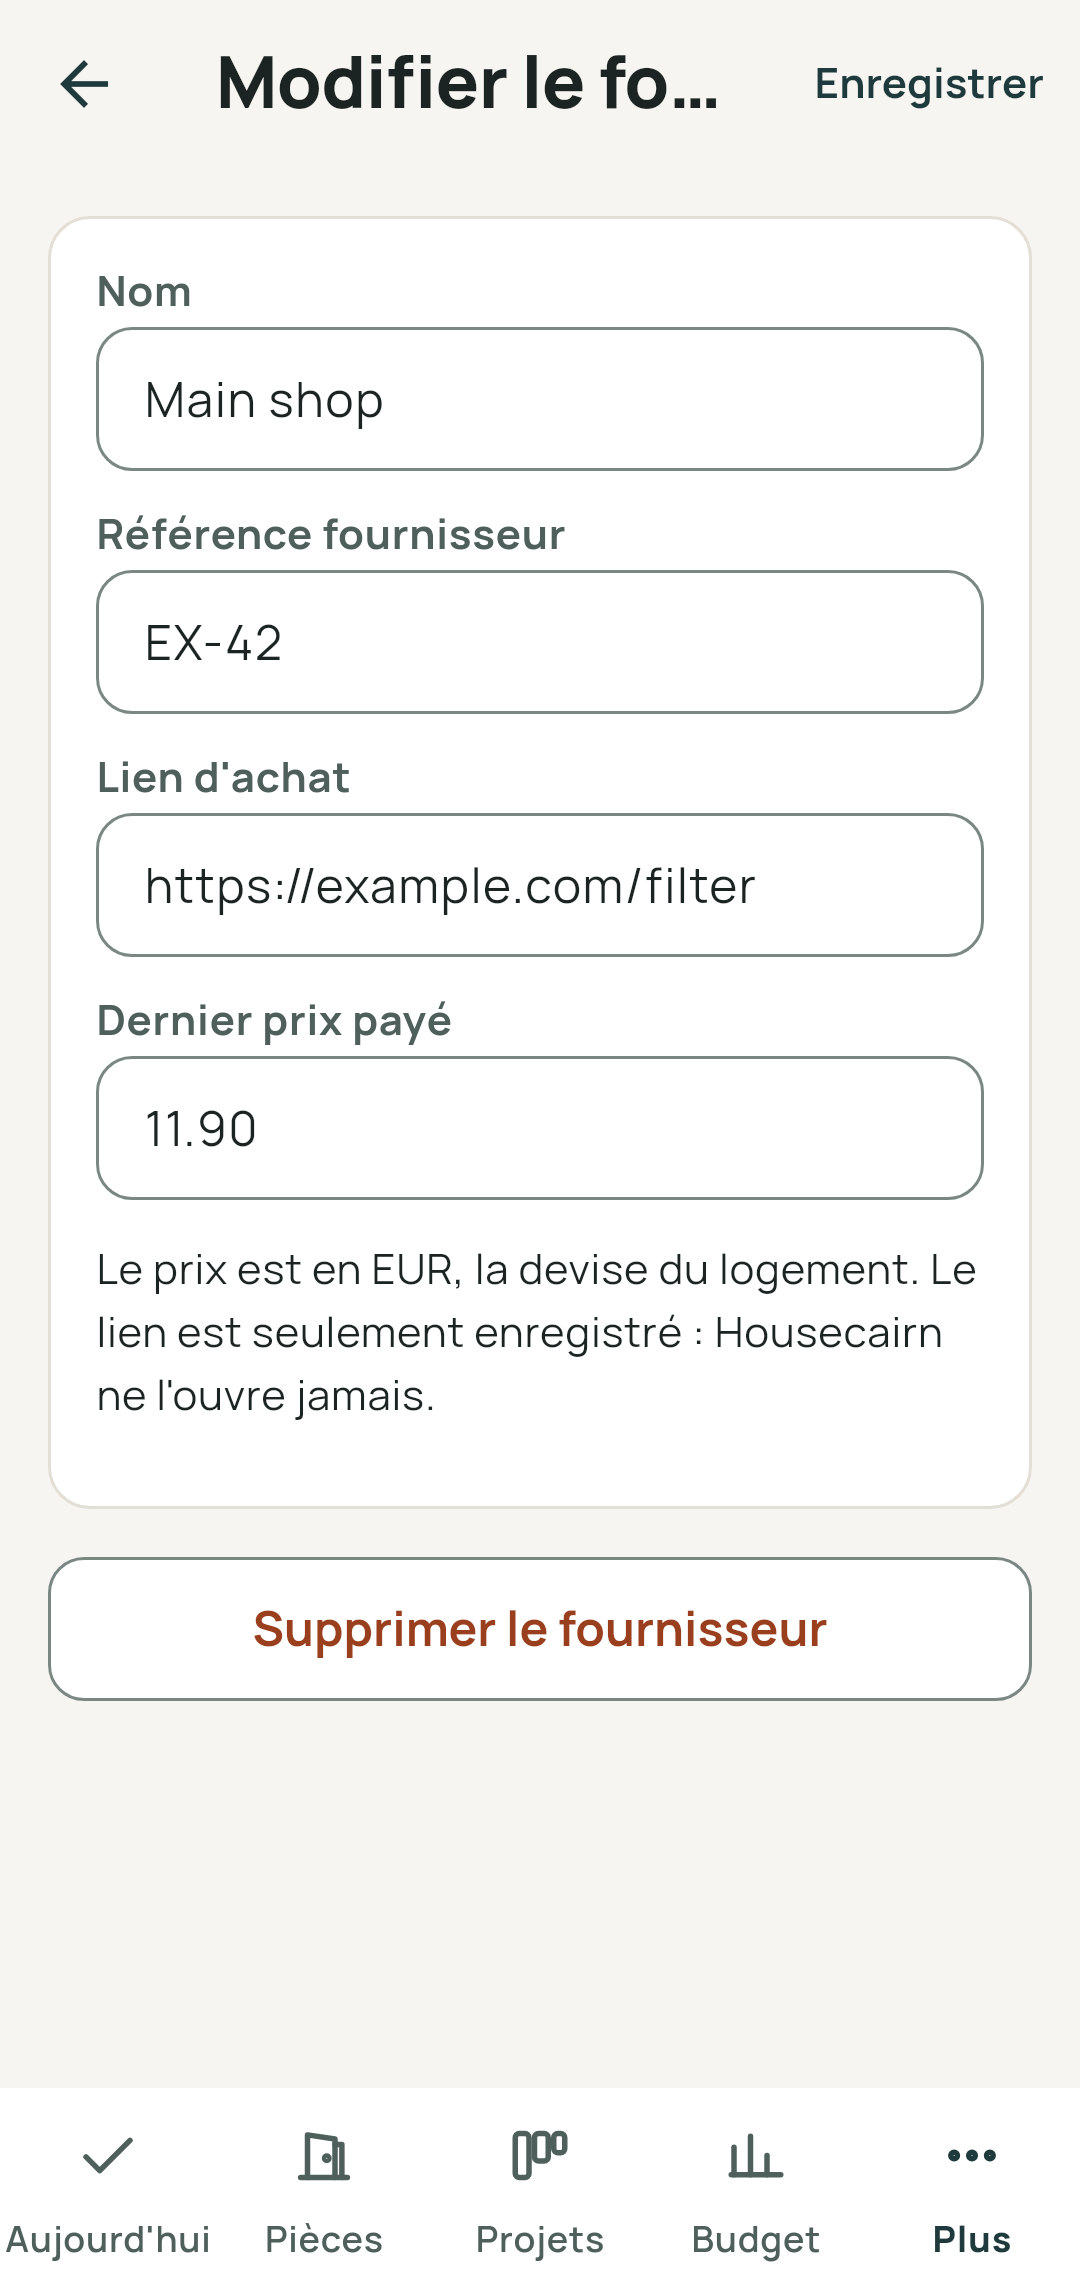 Modifier le fo...
Enregistrer
Nom
Main shop
Référence fournisseur
EX-42
Lien d'achat
https://example.com/filter
Dernier prix payé
11.90
Le prix est en EUR, la devise du logement. Le
lien est seulement enregistré : Housecairn
ne l'ouvre jamais.
Supprimer le fournisseur
Aujourd'hui
Pièces
Projets
Budget
Plus